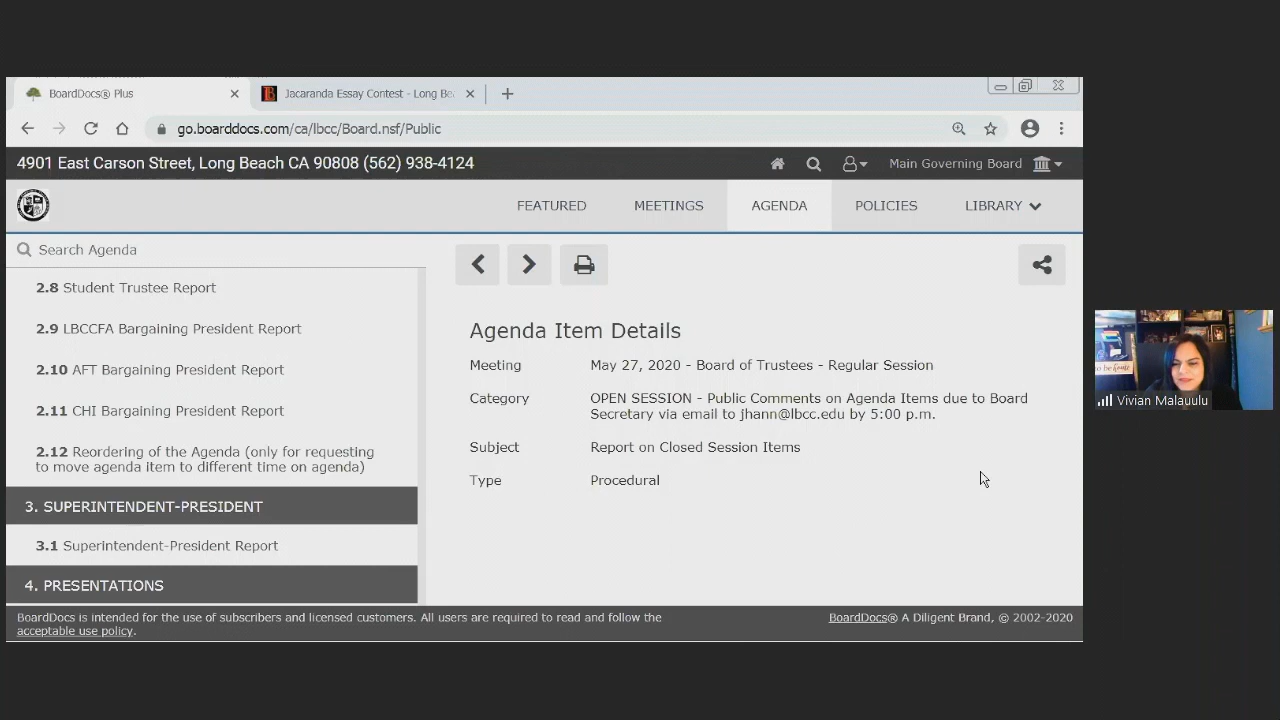 BoardDocs® Plus
Jacaranda Essay Contest - Long Be
go.boarddocs.com/ca/lbcc/Board.nsf/Public
4901 East Carson Street, Long Beach CA 90808 (562) 938-4124
Main Governing Board
FEATURED
MEETINGS
AGENDA
POLICIES
LIBRARY
Search Agenda
2.8 Student Trustee Report
2.9 LBCCFA Bargaining President Report
2.10 AFT Bargaining President Report
2.11 CHI Bargaining President Report
2.12 Reordering of the Agenda (only for requesting
to move agenda item to different time on agenda)
3. SUPERINTENDENT-PRESIDENT
3.1 Superintendent-President Report
4. PRESENTATIONS
Agenda Item Details
Meeting May 27, 2020 - Board of Trustees - Regular Session
Category OPEN SESSION - Public Comments on Agenda Items due to Board
Secretary via email to jhann@lbcc.edu by 5:00 p.m.
Subject Report on Closed Session Items
Type Procedural
BoardDocs is intended for the use of subscribers and licensed customers. All users are required to read and follow the
acceptable use policy.
BoardDocs® A Diligent Brand, © 2002-2020
Vivian Malauulu